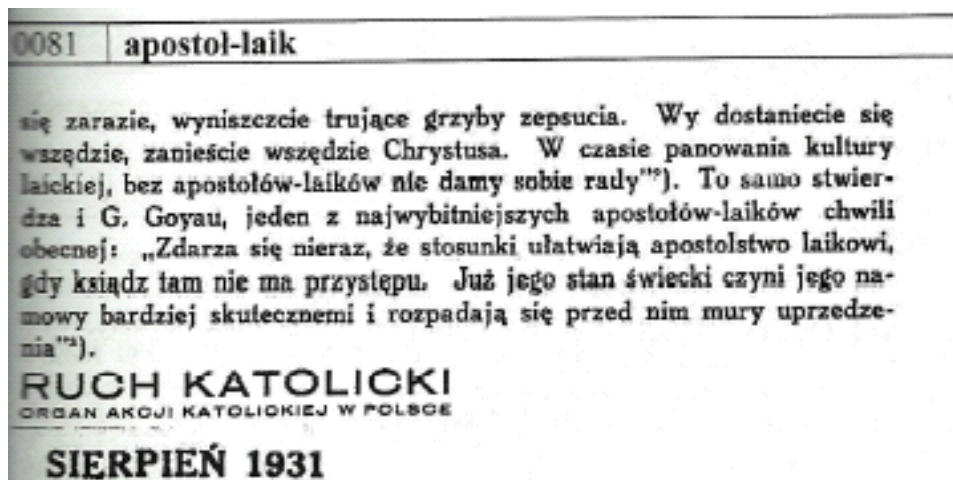 0081 apostoł-laik
się zarazie, wyniszczcie trujące grzyby zepsucia. Wy dostaniecie się
wszędzie, zanieście wszędzie Chrystusa. W czasie panowania kultury
laickiej, bez apostołów-laików nie damy sobie rady"⁹). To samo stwier-
dza i G. Goyau, jeden z najwybitniejszych apostołów-laików chwili
obecnej: „Zdarza się nieraz, że stosunki ułatwiają apostolstwo laikowi,
gdy ksiądz tam nie ma przystępu. Już jego stan świecki czyni jego na-
mowy bardziej skutecznemi i rozpadają się przed nim mury uprzedze-
nia"²).
RUCH KATOLICKI
ORGAN AKCJI KATOLICKIEJ W POLSCE
SIERPIEŃ 1931